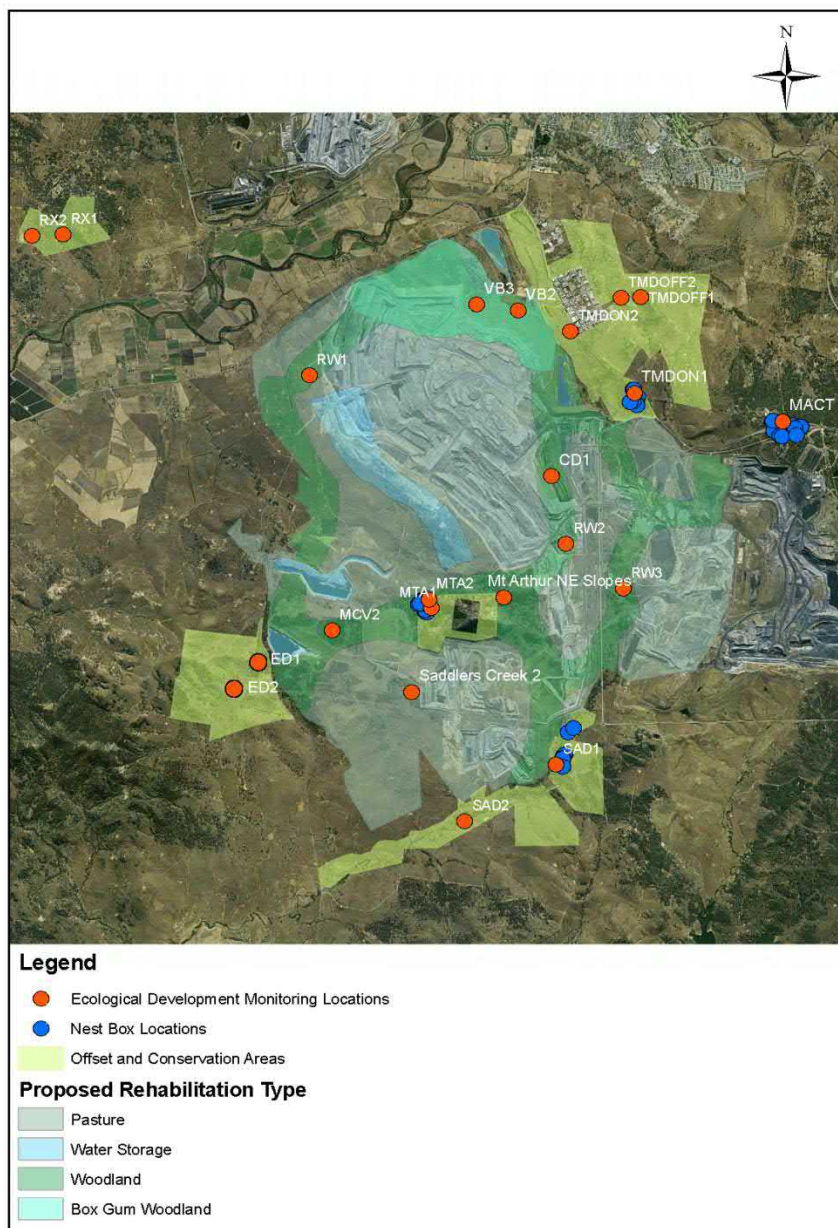 N
RX2 RX1
TMDOFF2
VB3
VB2
TMDOFF1
TMDON2
RW1
TMDON1
MACT
CD1
RW2
Mt Arthur NE Slopes
RW3
MTA2
MTA1
MCV2
ED1
ED2
Saddlers Creek 2
SAD1
SAD2
Legend
Ecological Development Monitoring Locations
Nest Box Locations
Offset and Conservation Areas
Proposed Rehabilitation Type
Pasture
Water Storage
Woodland
Box Gum Woodland